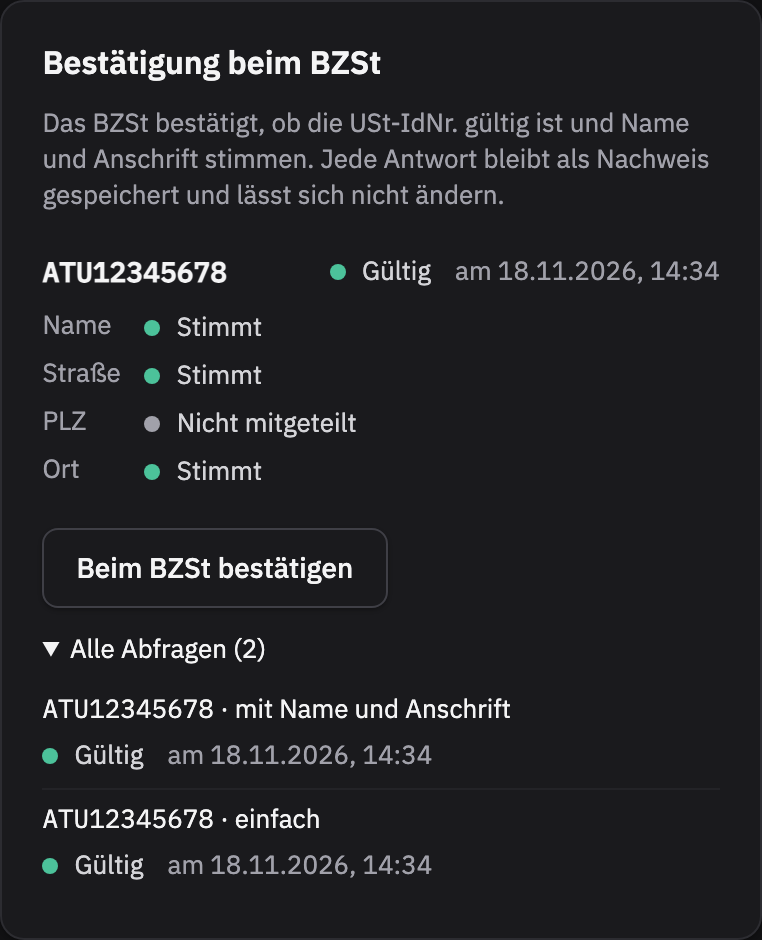 Bestätigung beim BZSt
Das BZSt bestätigt, ob die USt-IdNr. gültig ist und Name
und Anschrift stimmen. Jede Antwort bleibt als Nachweis
gespeichert und lässt sich nicht ändern.
ATU12345678 Gültig am 18.11.2026, 14:34
Name Stimmt
Straße Stimmt
PLZ Nicht mitgeteilt
Ort Stimmt
Beim BZSt bestätigen
Alle Abfragen (2)
ATU12345678 · mit Name und Anschrift
Gültig am 18.11.2026, 14:34
ATU12345678 · einfach
Gültig am 18.11.2026, 14:34